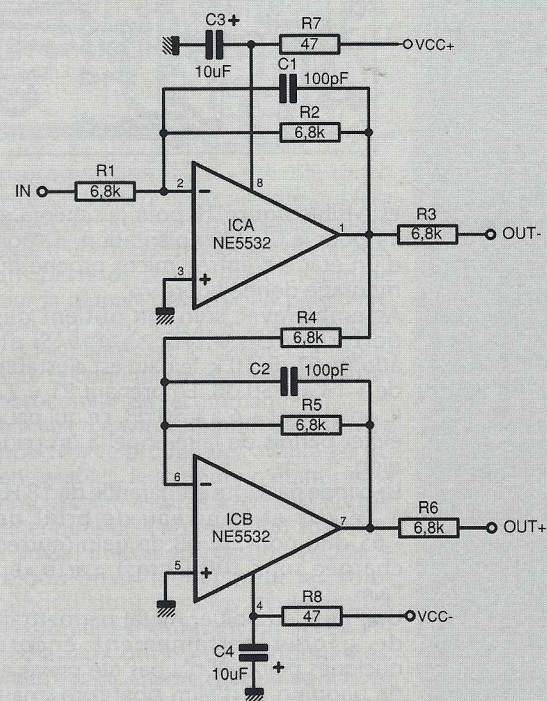 C3 +
10uF
R7
47
VCC+
C1
100pF
R2
6,8k
R1
IN
6,8k
2
−
8
ICA
NE5532
1
R3
6,8k
OUT-
3
+
R4
6,8k
C2
100pF
R5
6,8k
6
−
ICB
NE5532
7
R6
6,8k
OUT+
5
+
4
R8
47
VCC-
C4
10uF
+